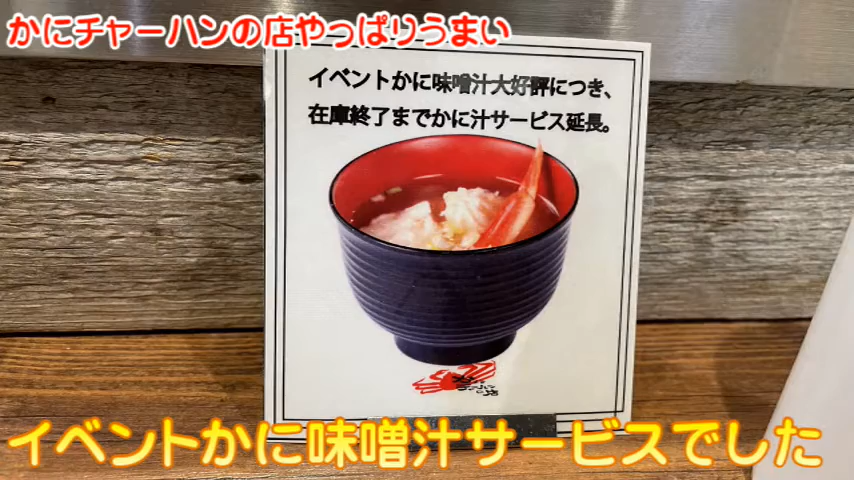 かにチャーハンの店やっぱりうまい
イベントかに味噌汁大好評につき、
在庫終了までかに汁サービス延長。
イベントかに味噌汁サービスでした